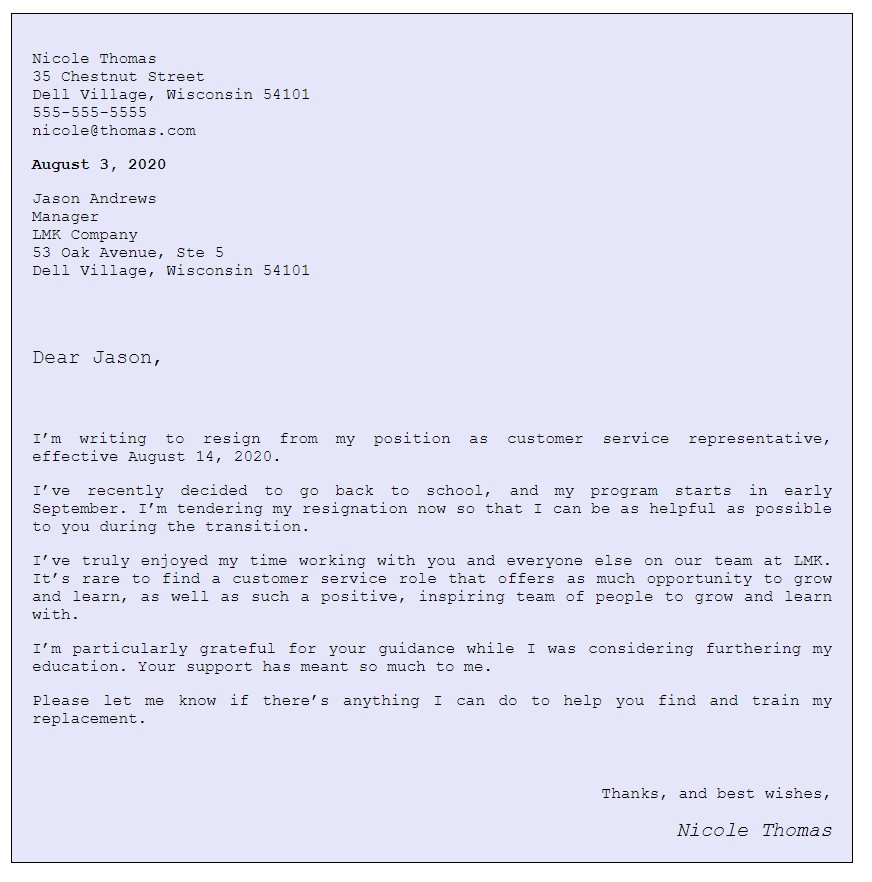 Nicole Thomas
35 Chestnut Street
Dell Village, Wisconsin 54101
555-555-5555
nicole@thomas.com
August 3, 2020
Jason Andrews
Manager
LMK Company
53 Oak Avenue, Ste 5
Dell Village, Wisconsin 54101
Dear Jason,
I’m writing to resign from my position as customer service representative,
effective August 14, 2020.
I’ve recently decided to go back to school, and my program starts in early
September. I’m tendering my resignation now so that I can be as helpful as possible
to you during the transition.
I’ve truly enjoyed my time working with you and everyone else on our team at LMK.
It’s rare to find a customer service role that offers as much opportunity to grow
and learn, as well as such a positive, inspiring team of people to grow and learn
with.
I’m particularly grateful for your guidance while I was considering furthering my
education. Your support has meant so much to me.
Please let me know if there’s anything I can do to help you find and train my
replacement.
Thanks, and best wishes,
Nicole Thomas